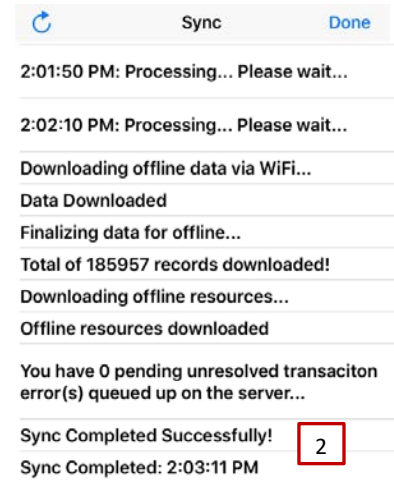 Sync
Done
2:01:50 PM: Processing... Please wait...
2:02:10 PM: Processing... Please wait...
Downloading offline data via WiFi...
Data Downloaded
Finalizing data for offline...
Total of 185957 records downloaded!
Downloading offline resources...
Offline resources downloaded
You have 0 pending unresolved transaciton
error(s) queued up on the server...
Sync Completed Successfully!
2
Sync Completed: 2:03:11 PM